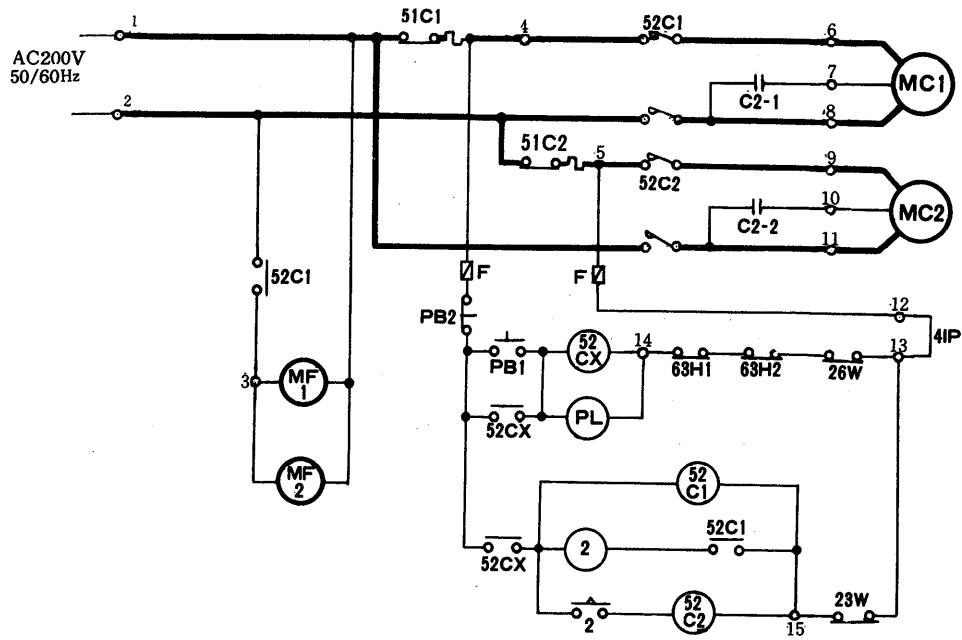 1
51C1
4
52C1
6
AC200V
50/60Hz
7
MC1
C2-1
2
8
51C2
5
9
52C2
10
MC2
C2-2
11
52C1
F
F
PB2
12
41P
14
13
52
CX
PB1
63H1
63H2
26W
3
MF
1
PL
52CX
MF
2
52
C1
52C1
2
52CX
52
C2
23W
2
15